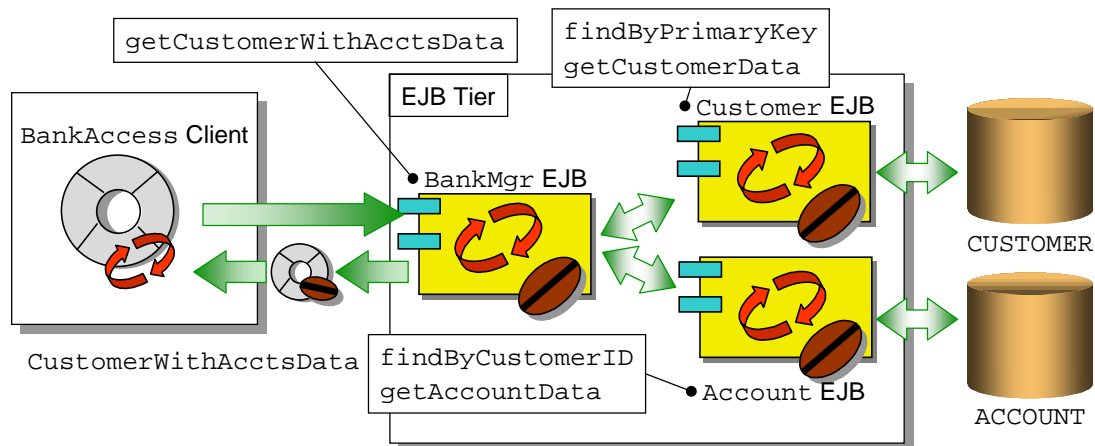 getCustomerWithAcctsData
findByPrimaryKey
getCustomerData
EJB Tier
Customer EJB
BankAccess Client
BankMgr EJB
CUSTOMER
CustomerWithAcctsData
findByCustomerID
getAccountData
Account EJB
ACCOUNT